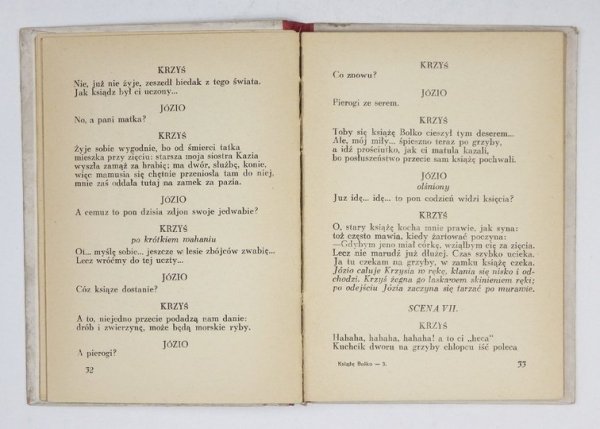 KRZYŚ
Nie, już nie żyje, zeszedł biedak z tego świata.
Jak ksiądz był ci uczony...
JÓZIO
No, a pani matka?
KRZYŚ
Żyje sobie wygodnie, bo od śmierci tatka
mieszka przy zięciu: starsza moja siostra Kazia
wyszła zamąż za hrabię; ma dwór, służbę, konie,
więc mamusia się chętnie przeniosła tam do niej,
mnie zaś oddała tutaj na zamek za pazia.
JÓZIO
A cemuz to pon dzisia zdjon swoje jedwabie?
KRZYŚ
po krótkiem wahaniu
Oi... myślę sobie... jeszcze w lesie zbójców zwabię...
Lecz wróćmy do tej uczty...
JÓZIO
Cóz ksiąze dostanie?
KRZYŚ
A to, niejedno przecie podadzą nam danie:
drób i zwierzynę, może będą morskie ryby.
JÓZIO
A pierogi?
32
KRZYŚ
Co znowu?
JÓZIO
Pierogi ze serem.
KRZYŚ
Toby się książę Bolko cieszył tym deserem...
Ale, mój miły... śpieszno teraz po grzyby,
a idź prościutko, jak ci matula kazali,
bo posłuszeństwo przecie sam książę pochwali.
JÓZIO
olśniony
Juz idę... idę... to pon codzień widzi księcia?
KRZYŚ
O, stary książę kocha mnie prawie, jak syna:
toż często mawia, kiedy żartować poczyna:
—Gdybym jeno miał córkę, wziąłbym cię za zięcia.
Lecz nie marudź już dłużej. Czas szybko ucieka.
Ja tu czekam na grzyby, w zamku książę czeka.
Józio całuje Krzysia w rękę, kłania się nisko i od-
chodzi. Krzyś żegna go łaskawem skinieniem ręki;
po odejściu Józia zaczyna się tarzać po murawie.
SCENA VII.
KRZYŚ
Hahaha, hahaha, hahaha! a to ci „heca"
Kuchcik dworu na grzyby chłopcu iść poleca
Książę Bolko — 3.
33